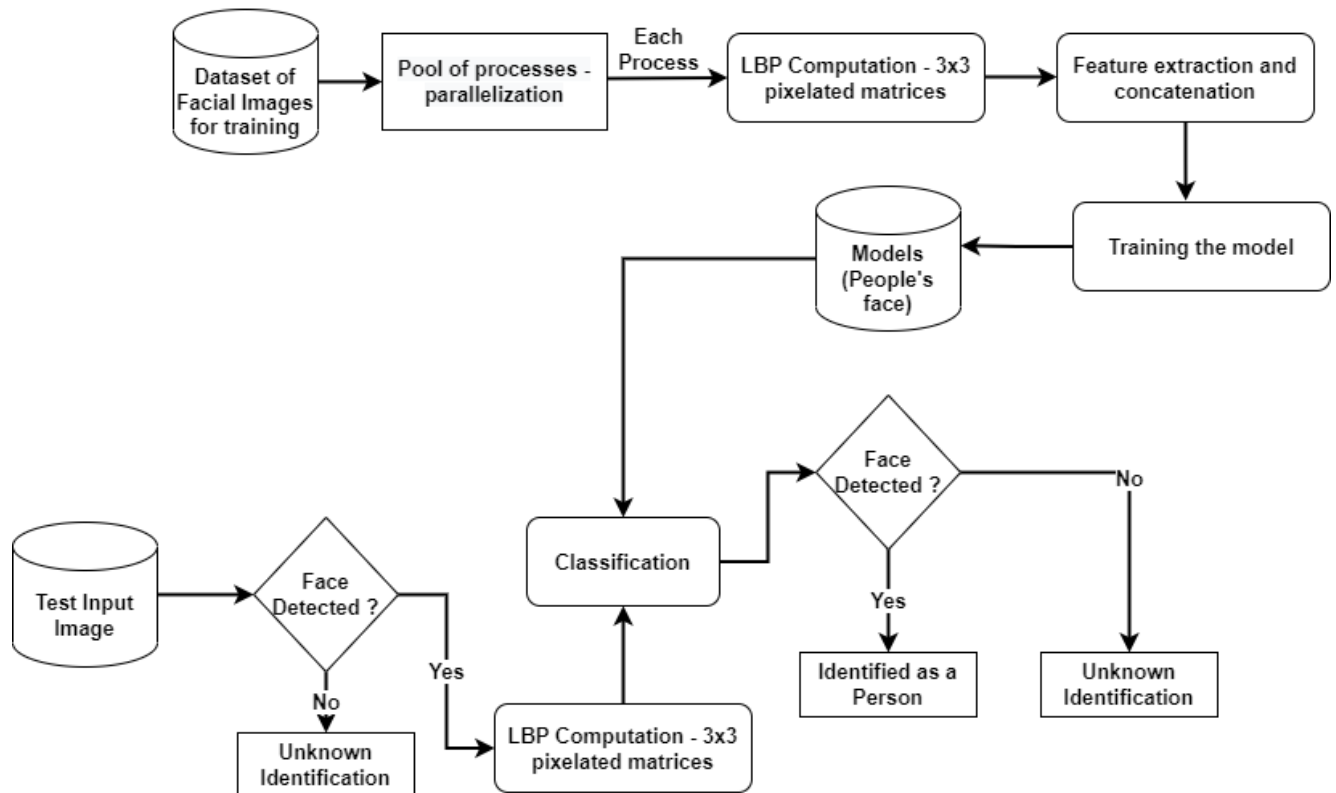 Dataset of
Facial Images
for training
Pool of processes -
parallelization
Each
Process
LBP Computation - 3x3
pixelated matrices
Feature extraction and
concatenation
Training the model
Models
(People's
face)
Face
Detected ?
No
Yes
Identified as a
Person
Unknown
Identification
Classification
Test Input
Image
Face
Detected ?
Yes
No
Unknown
Identification
LBP Computation - 3x3
pixelated matrices